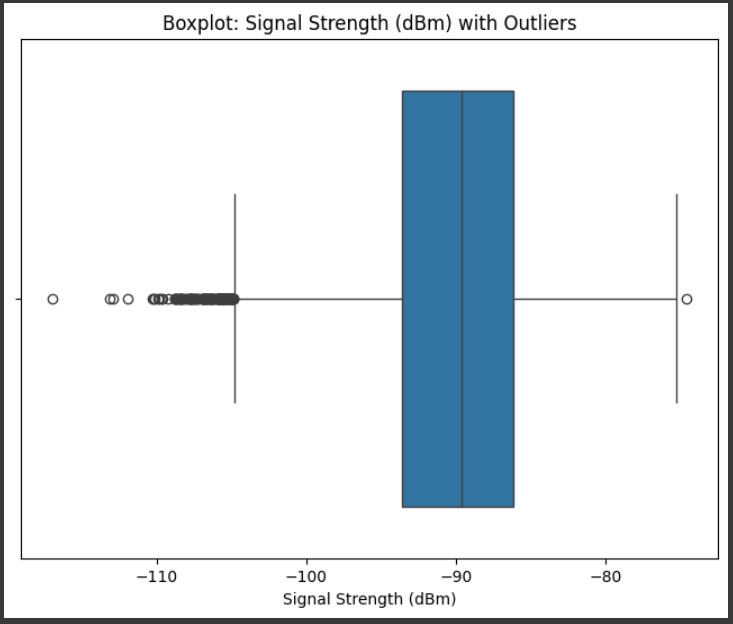 Boxplot: Signal Strength (dBm) with Outliers
−110 −100 −90 −80
Signal Strength (dBm)